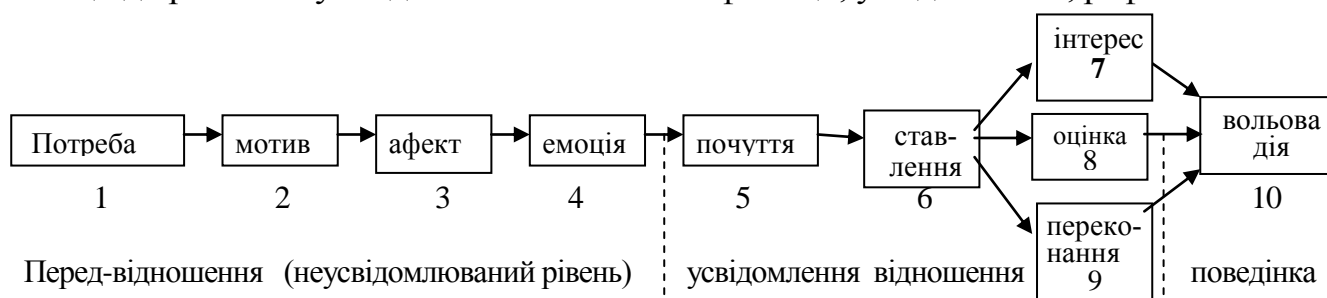 інтерес
7
Потреба
мотив
афект
емоція
почуття
став-
лення
оцінка
8
вольова
дія
1
2
3
4
5
6
10
переко-
нання
9
Перед-відношення (неусвідомлюваний рівень)
усвідомлення відношення
поведінка